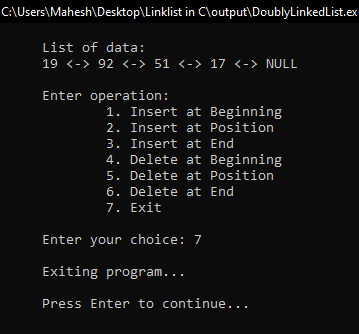 C:\Users\Mahesh\Desktop\Linklist in C\output\DoublyLinkedList.ex
List of data:
19 <-> 92 <-> 51 <-> 17 <-> NULL
Enter operation:
1. Insert at Beginning
2. Insert at Position
3. Insert at End
4. Delete at Beginning
5. Delete at Position
6. Delete at End
7. Exit
Enter your choice: 7
Exiting program...
Press Enter to continue...